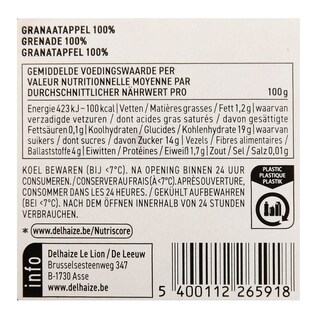 GRANAATAPPEL 100%
GRENADE 100%
GRANATAPFEL 100%
GEMIDDELDE VOEDINGSWAARDE PER
VALEUR NUTRITIONNELLE MOYENNE PAR
DURCHSCHNITTLICHER NÄHRWERT PRO 100g
Energie 423 kJ – 100 kcal | Vetten / Matières grasses / Fett 1,2 g | waarvan
verzadigde vetzuren / dont acides gras saturés / davon gesättigte
Fettsäuren 0,1g | Koolhydraten / Glucides / Kohlenhydrate 19 g | waarvan
suikers / dont sucres / davon Zucker 14 g | Vezels / Fibres alimentaires /
Ballaststoffe 4g | Eiwitten / Protéines / Eiweiß 1,7g | Zout/Sel/Salz 0,01g
KOEL BEWAREN (BIJ <7°C). NA OPENING BINNEN 24 UUR
CONSUMEREN./CONSERVER AU FRAIS (À <7°C). APRÈS OUVERTURE,
CONSOMMER DANS LES 24 HEURES. / GEKÜHLT AUFBEWAHREN
(BEI <7°C). NACH DEM ÖFFNEN INNERHALB VON 24 STUNDEN
VERBRAUCHEN.
* www.delhaize.be/Nutriscore
PLASTIC
PLASTIQUE
PLASTIK
info
Delhaize Le Lion / De Leeuw
Brusselsesteenweg 347
B-1730 Asse
delhaize.be
5 400112 265918